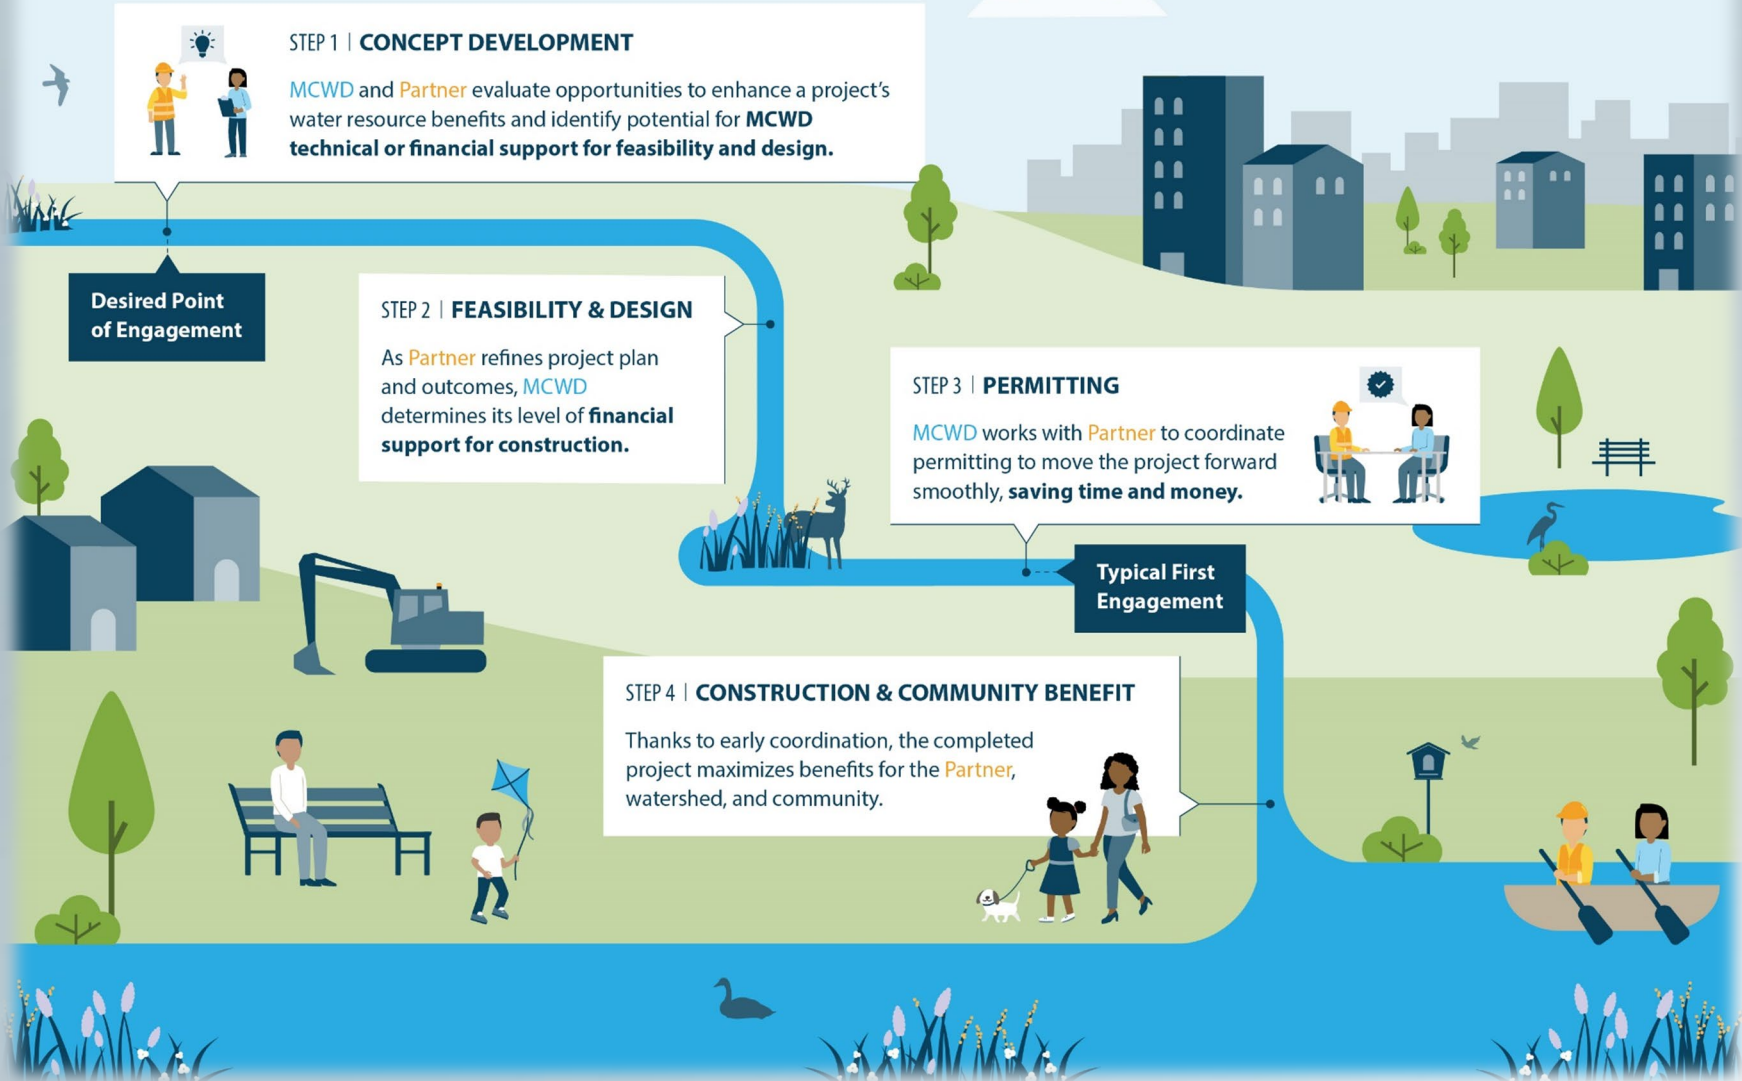 STEP 1 | CONCEPT DEVELOPMENT
MCWD and Partner evaluate opportunities to enhance a project's
water resource benefits and identify potential for MCWD
technical or financial support for feasibility and design.
Desired Point
of Engagement
STEP 2 | FEASIBILITY & DESIGN
As Partner refines project plan
and outcomes, MCWD
determines its level of financial
support for construction.
STEP 3 | PERMITTING
MCWD works with Partner to coordinate
permitting to move the project forward
smoothly, saving time and money.
Typical First
Engagement
STEP 4 | CONSTRUCTION & COMMUNITY BENEFIT
Thanks to early coordination, the completed
project maximizes benefits for the Partner,
watershed, and community.